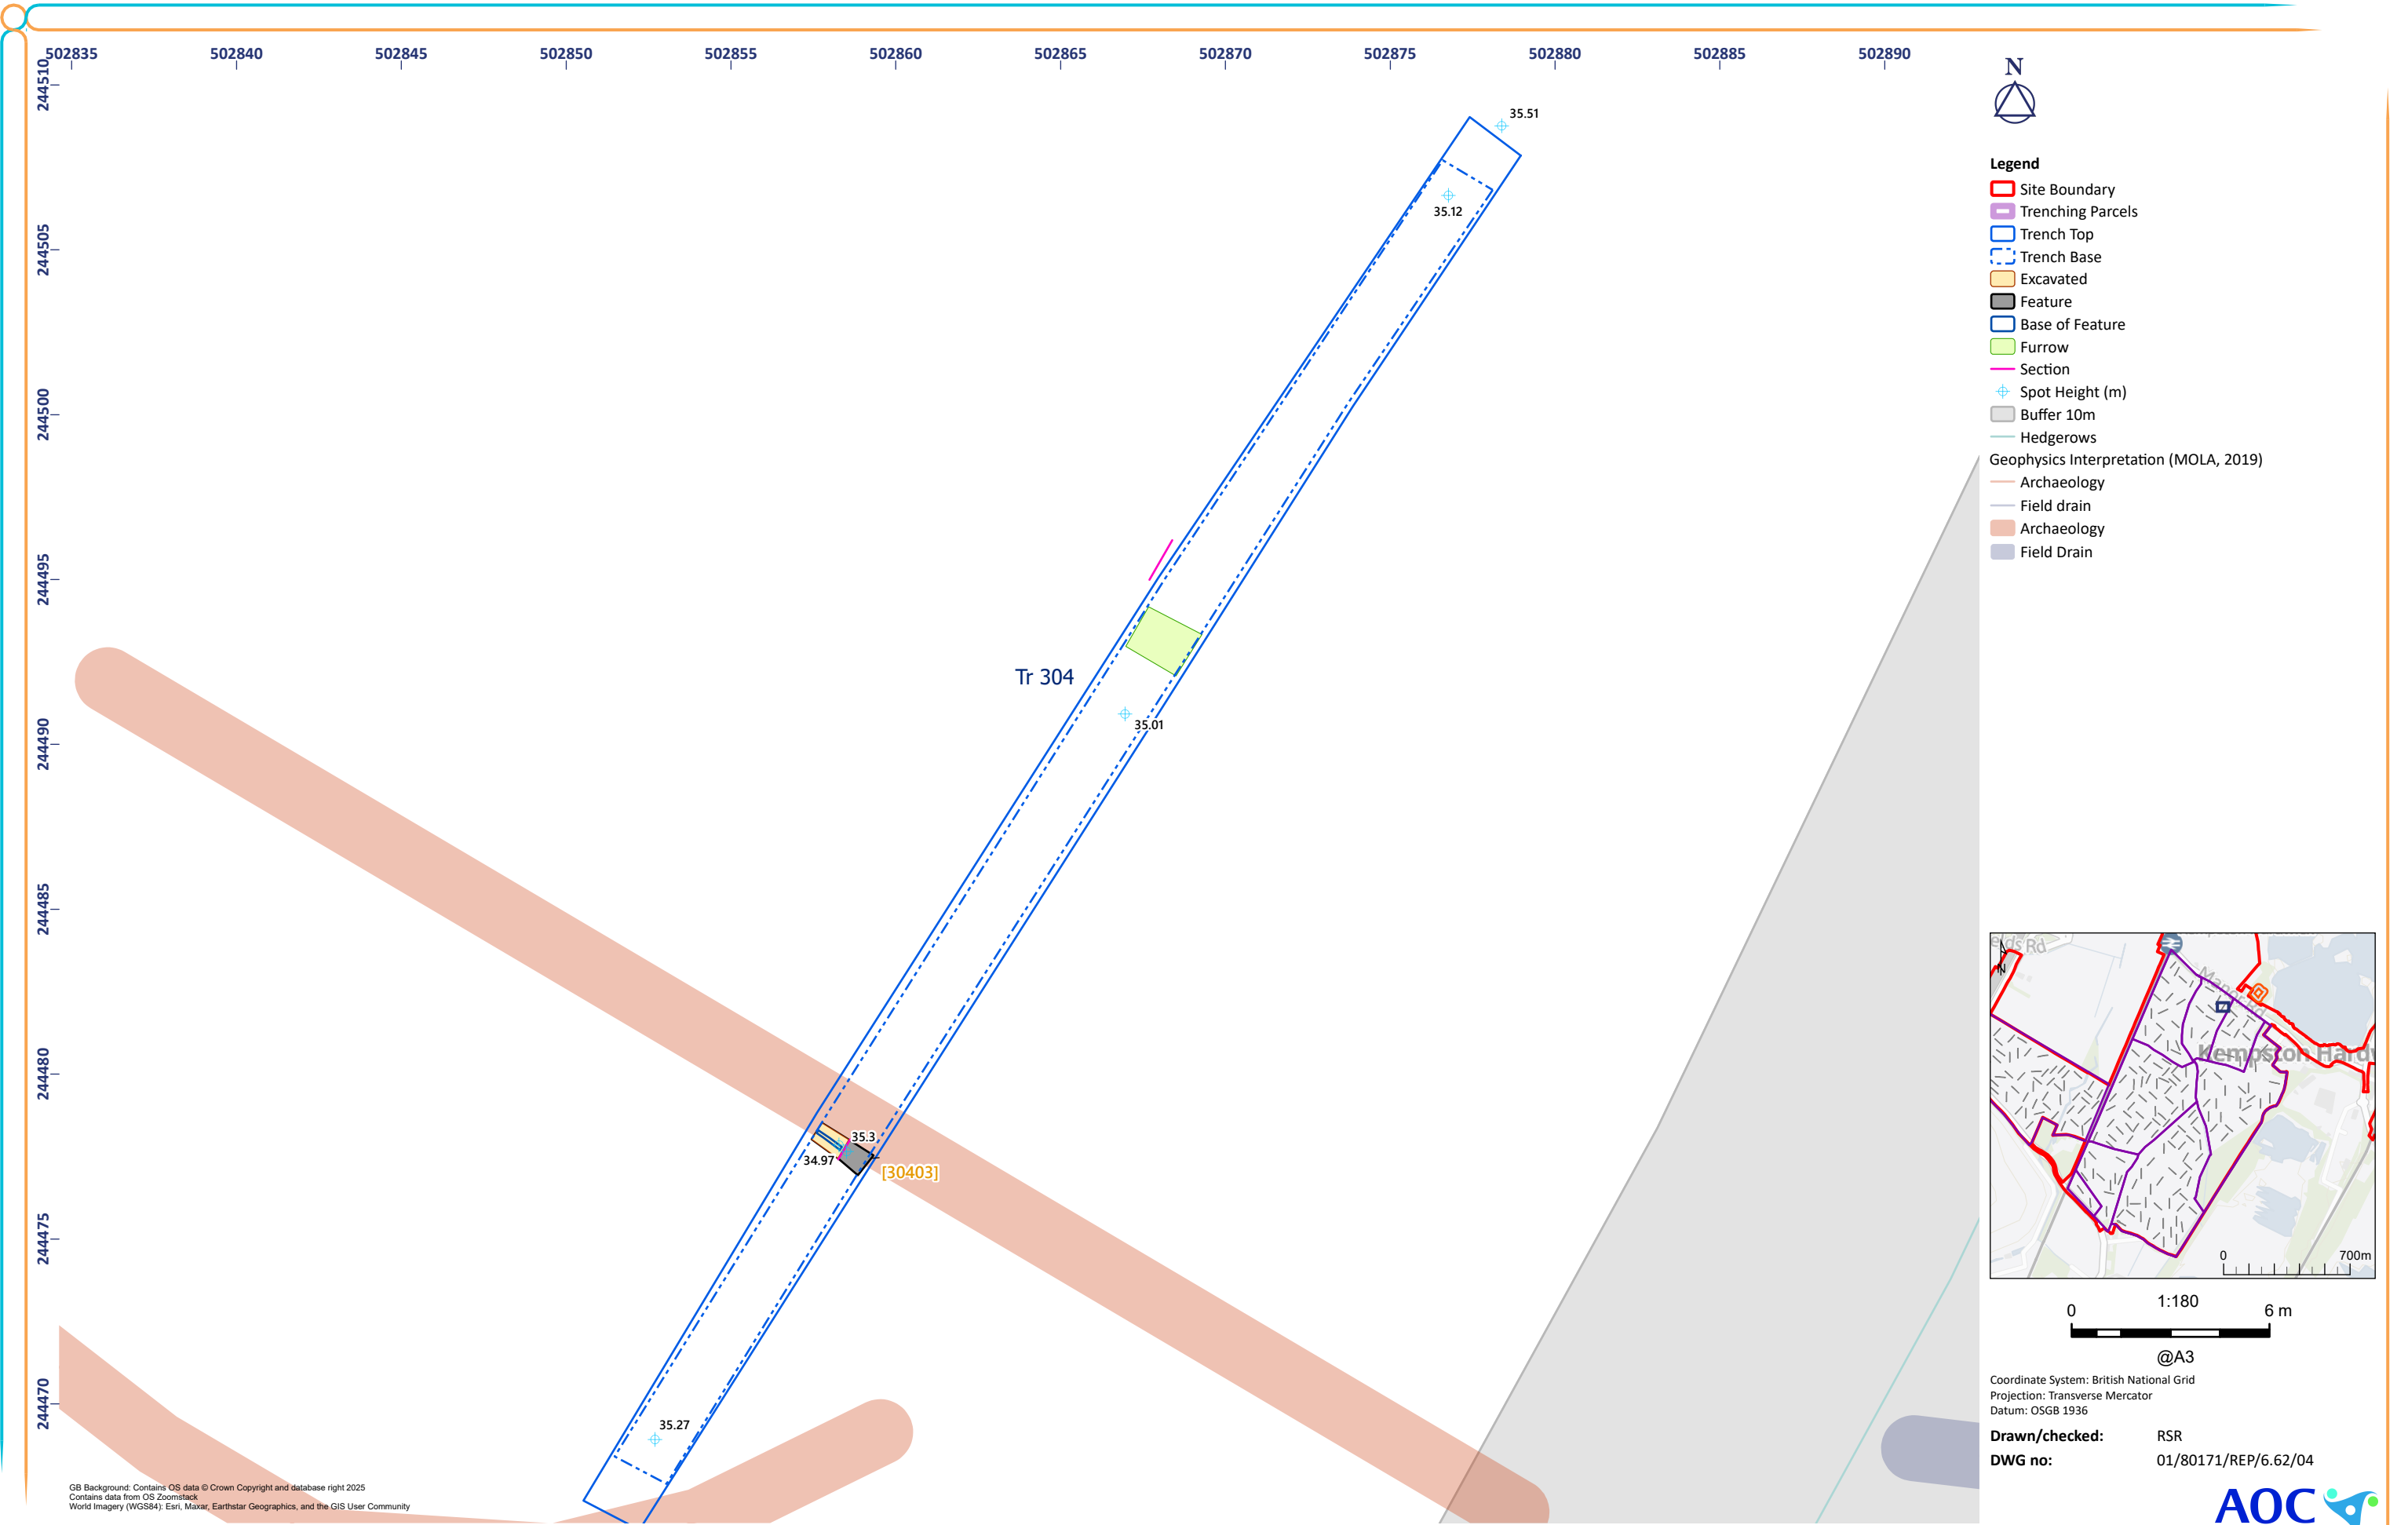 502835 502840 502845 502850 502855 502860 502865 502870 502875 502880 502885 502890
244510
244505
244500
244495
244490
244485
244480
244475
244470
35.51
35.12
Tr 304
35.01
35.3
34.97
[30403]
35.27
GB Background: Contains OS data © Crown Copyright and database right 2025
Contains data from OS Zoomstack
World Imagery (WGS84): Esri, Maxar, Earthstar Geographics, and the GIS User Community
N
Legend
Site Boundary
Trenching Parcels
Trench Top
Trench Base
Excavated
Feature
Base of Feature
Furrow
Section
Spot Height (m)
Buffer 10m
Hedgerows
Geophysics Interpretation (MOLA, 2019)
Archaeology
Field drain
Archaeology
Field Drain
elds Rd
N
Manor Rd
Kempston Hardw
0 700m
1:180
0 6 m
@A3
Coordinate System: British National Grid
Projection: Transverse Mercator
Datum: OSGB 1936
Drawn/checked: RSR
DWG no: 01/80171/REP/6.62/04
AOC